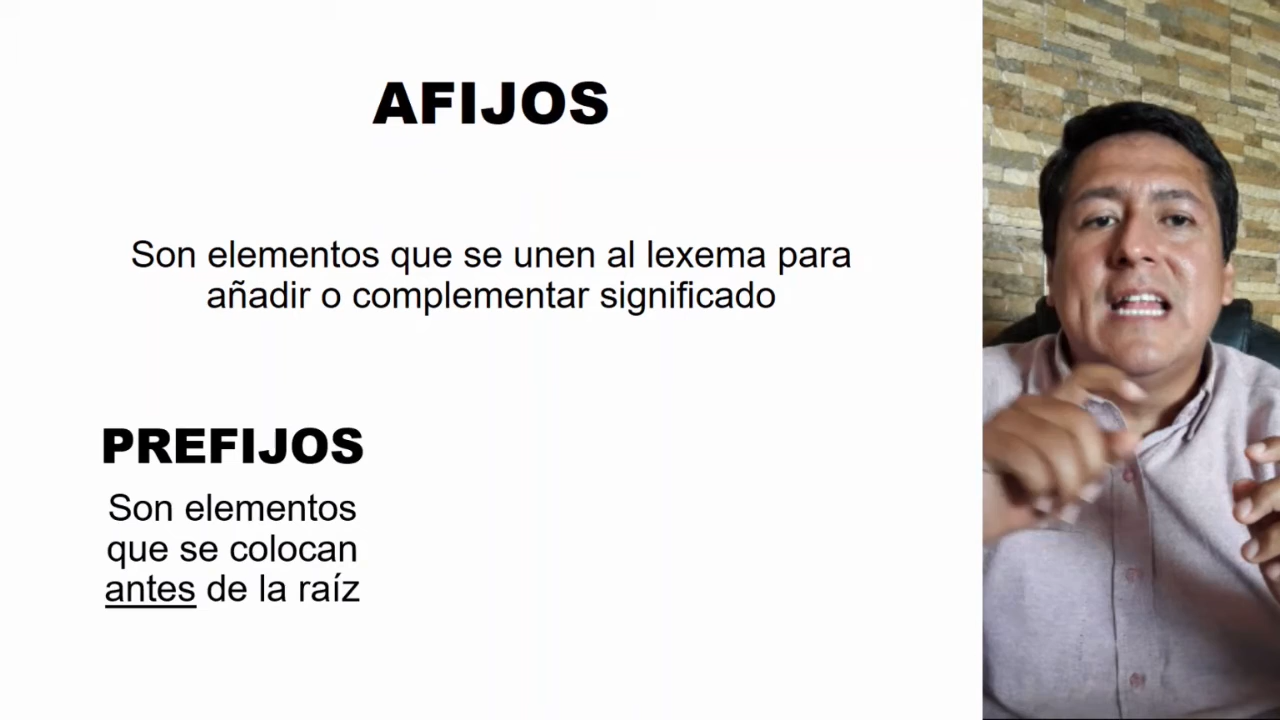 AFIJOS
Son elementos que se unen al lexema para
añadir o complementar significado
PREFIJOS
Son elementos
que se colocan
antes de la raíz